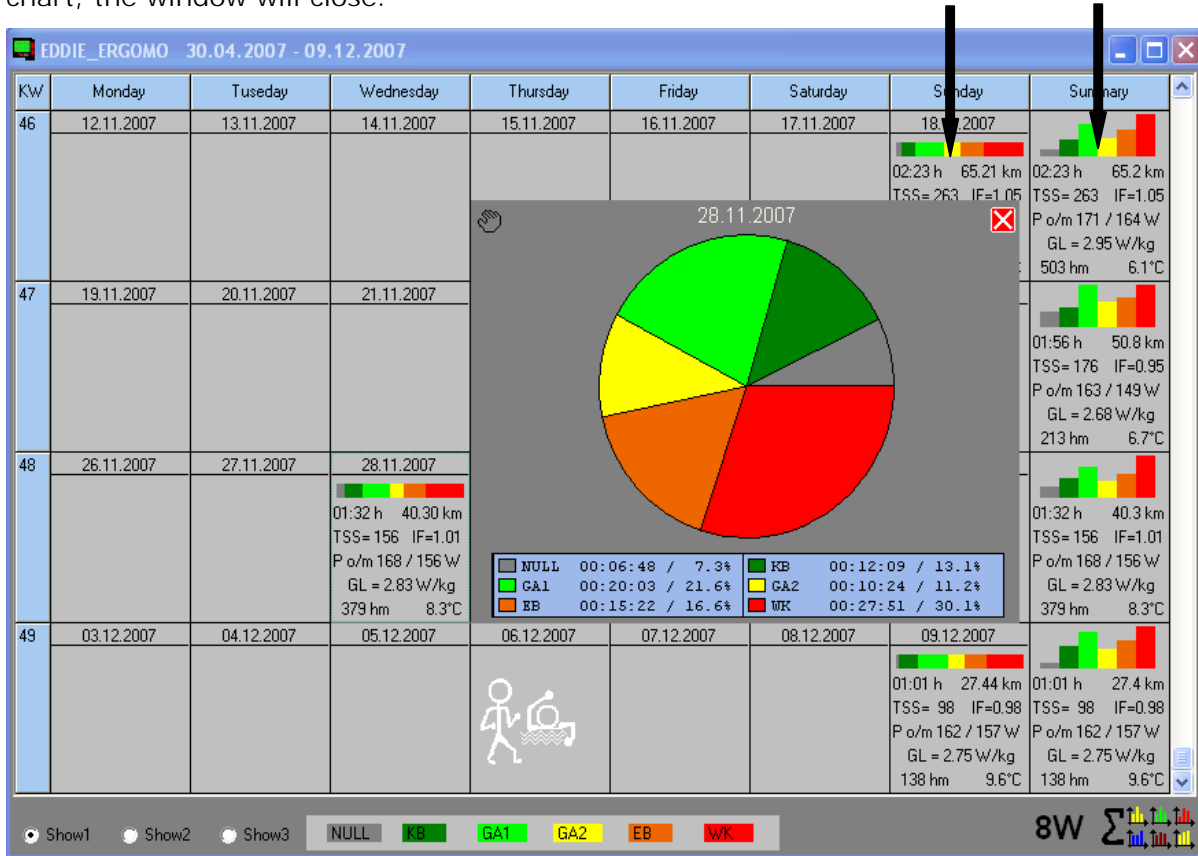 chart, the window will close.
EDDIE_ERGOMO 30.04.2007 - 09.12.2007
KW Monday Tuseday Wednesday Thursday Friday Saturday Sunday Summary
46 12.11.2007 13.11.2007 14.11.2007 15.11.2007 16.11.2007 17.11.2007 18. .2007
02:23 h 65.21 km 02:23 h 65.2 km
TSS= 263 IF=1.05 TSS= 263 IF=1.05
P o/m 171 / 164 W
GL = 2.95 W/kg
503 hm 6.1°C
28.11.2007
47 19.11.2007 20.11.2007 21.11.2007
01:56 h 50.8 km
TSS= 176 IF=0.95
P o/m 163 / 149 W
GL = 2.68 W/kg
213 hm 6.7°C
48 26.11.2007 27.11.2007 28.11.2007
01:32 h 40.30 km 01:32 h 40.3 km
TSS= 156 IF=1.01 TSS= 156 IF=1.01
P o/m 168 / 156 W P o/m 168 / 156 W
GL = 2.83 W/kg GL = 2.83 W/kg
379 hm 8.3°C 379 hm 8.3°C
NULL 00:06:48 / 7.3% KB 00:12:09 / 13.1%
GA1 00:20:03 / 21.6% GA2 00:10:24 / 11.2%
EB 00:15:22 / 16.6% WK 00:27:51 / 30.1%
49 03.12.2007 04.12.2007 05.12.2007 06.12.2007 07.12.2007 08.12.2007 09.12.2007
01:01 h 27.44 km 01:01 h 27.4 km
TSS= 98 IF=0.98 TSS= 98 IF=0.98
P o/m 162 / 157 W P o/m 162 / 157 W
GL = 2.75 W/kg GL = 2.75 W/kg
138 hm 9.6°C 138 hm 9.6°C
Show1 Show2 Show3 NULL KB GA1 GA2 EB WK 8W Σ